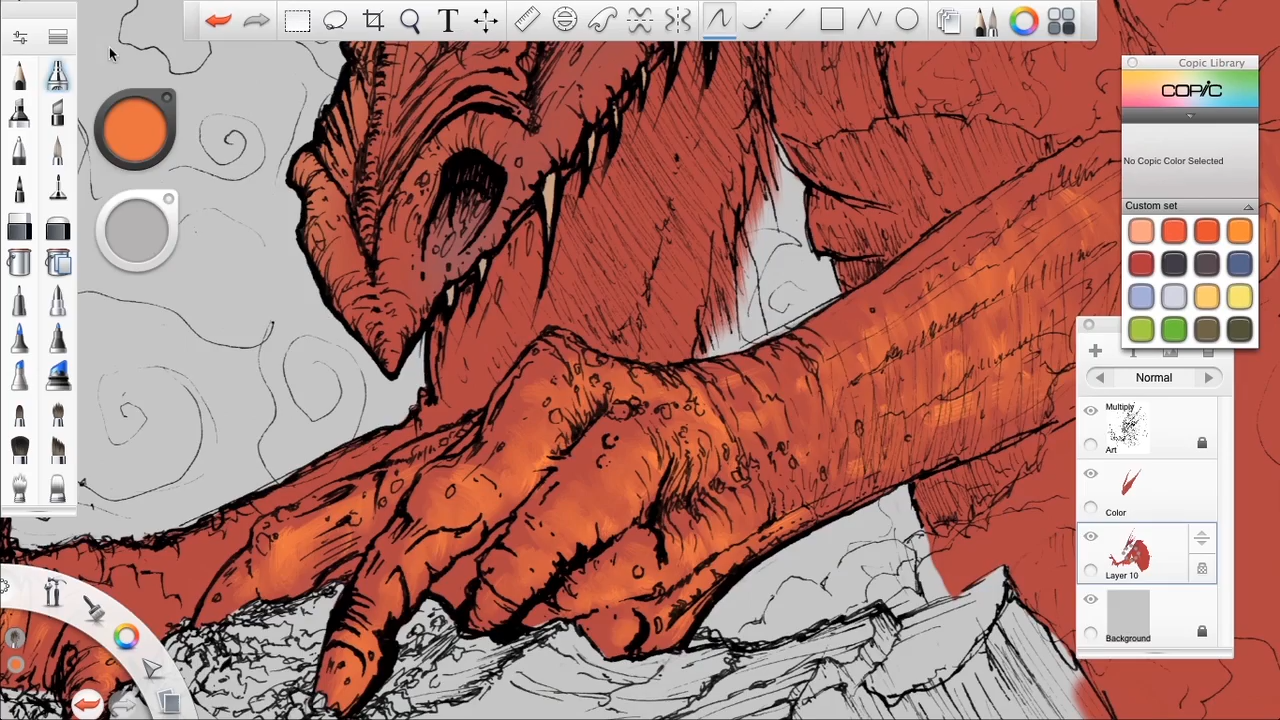 T
Copic Library
COPIC
No Copic Color Selected
Custom set
Normal
Multiply
Art
Color
Layer 10
Background